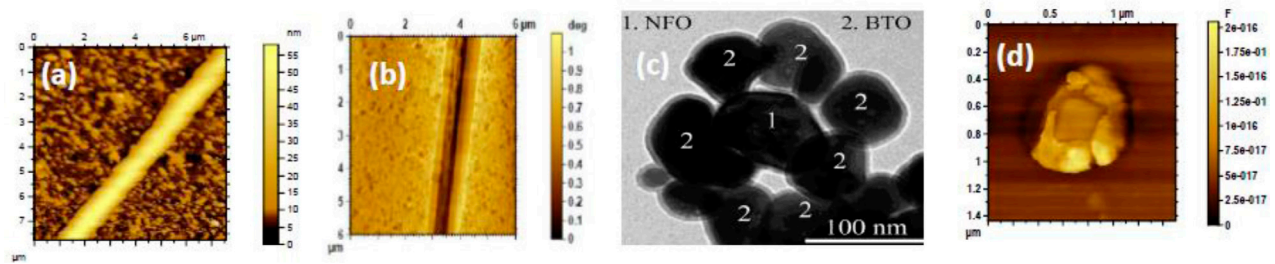 (a)
0 2 4 6 µm
nm
0
1
2
3
4
5
6
7
µm
55
50
45
40
35
30
25
20
15
10
5
0
(b)
0 2 4 µm 6
deg
0
1
2
3
4
5
6
µm
1
0.9
0.8
0.7
0.6
0.5
0.4
0.3
0.2
0.1
0
1. NFO 2. BTO
(c)
2 2
2
2 1
2
2 2
100 nm
(d)
0 0.5 1 µm
F
0
0.2
0.4
0.6
0.8
1
1.2
1.4
µm
2e-016
1.75e-01
1.5e-016
1.25e-01
1e-016
7.5e-017
5e-017
2.5e-017
0